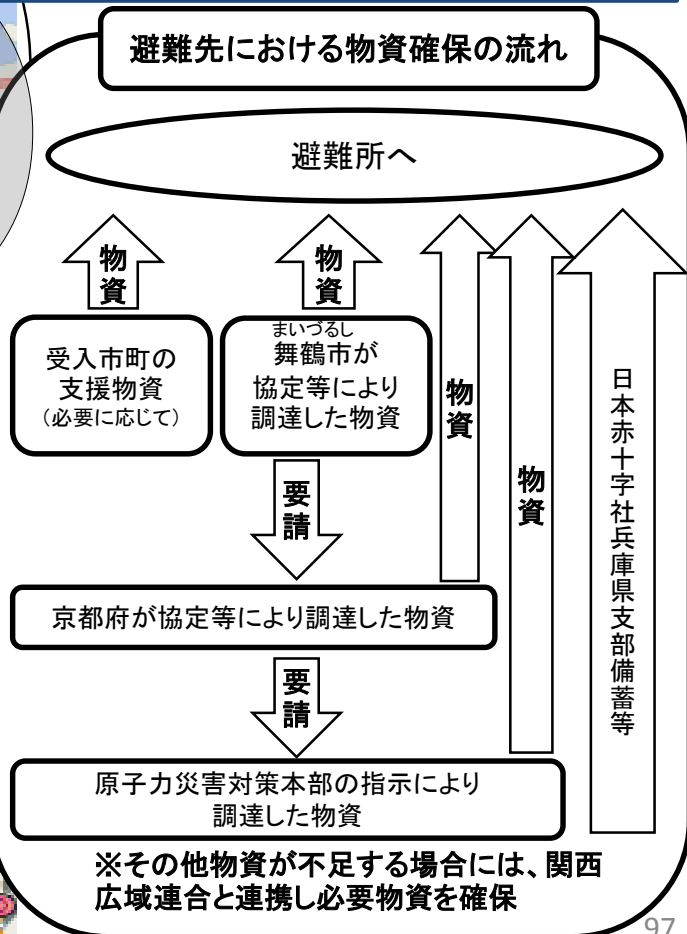 避難先における物資確保の流れ
避難所へ
物資
物資
物資
物資
日本赤十字社兵庫県支部備蓄等
受入市町の
支援物資
(必要に応じて)
まいづるし
舞鶴市が
協定等により
調達した物資
要請
京都府が協定等により調達した物資
要請
原子力災害対策本部の指示により
調達した物資
※その他物資が不足する場合には、関西
広域連合と連携し必要物資を確保
97